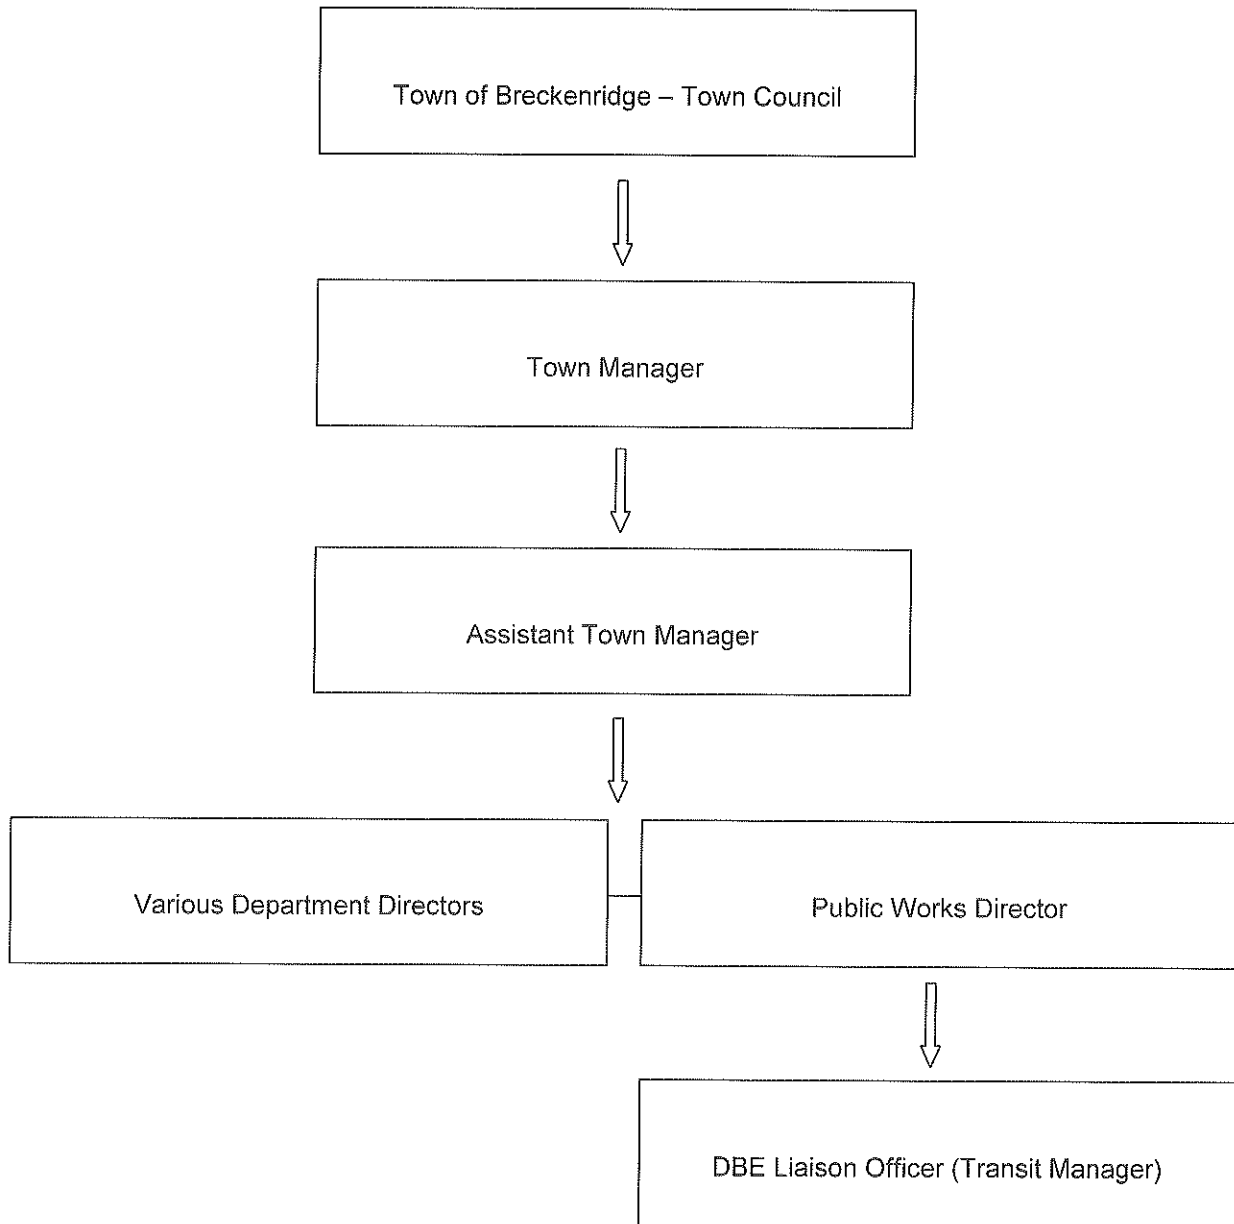 Town of Breckenridge – Town Council
Town Manager
Assistant Town Manager
Various Department Directors
Public Works Director
DBE Liaison Officer (Transit Manager)